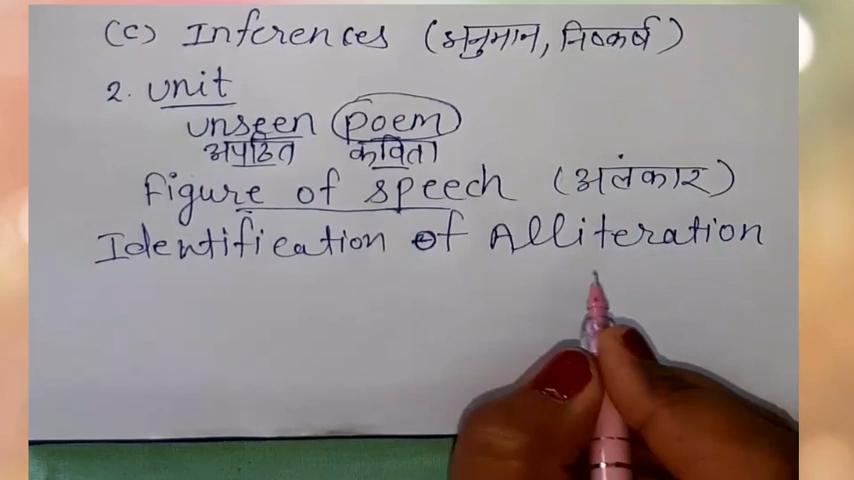 (C) Inferences (अनुमान, निष्कर्ष)
2. Unit
Unseen Poem
अपठित कविता
Figure of Speech (अलंकार)
Identification of Alliteration